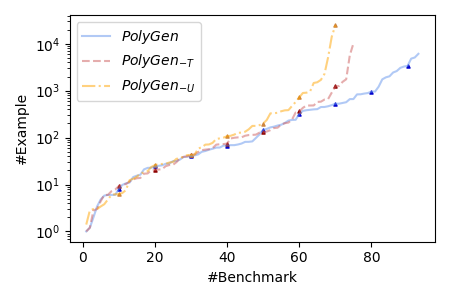 PolyGen
PolyGen-T
PolyGen-U
#Example
10^4
10^3
10^2
10^1
10^0
0 20 40 60 80
#Benchmark